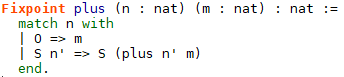 Fixpoint plus (n : nat) (m : nat) : nat :=
match n with
| O => m
| S n' => S (plus n' m)
end.